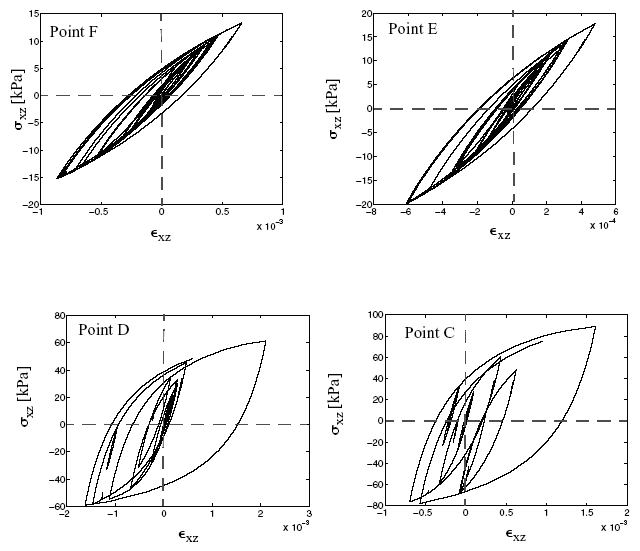 Point F
15
10
5
0
-5
-10
-15
-20
-1 -0.5 0 0.5 1
x 10⁻³
σxz [kPa]
ϵxz
Point E
20
15
10
5
0
-5
-10
-15
-20
-8 -6 -4 -2 0 2 4 6
x 10⁻⁴
σxz [kPa]
ϵxz
Point D
80
60
40
20
0
-20
-40
-60
-2 -1 0 1 2 3
x 10⁻³
σxz [kPa]
ϵxz
Point C
100
80
60
40
20
0
-20
-40
-60
-80
-1 -0.5 0 0.5 1 1.5 2
x 10⁻³
σxz [kPa]
ϵxz